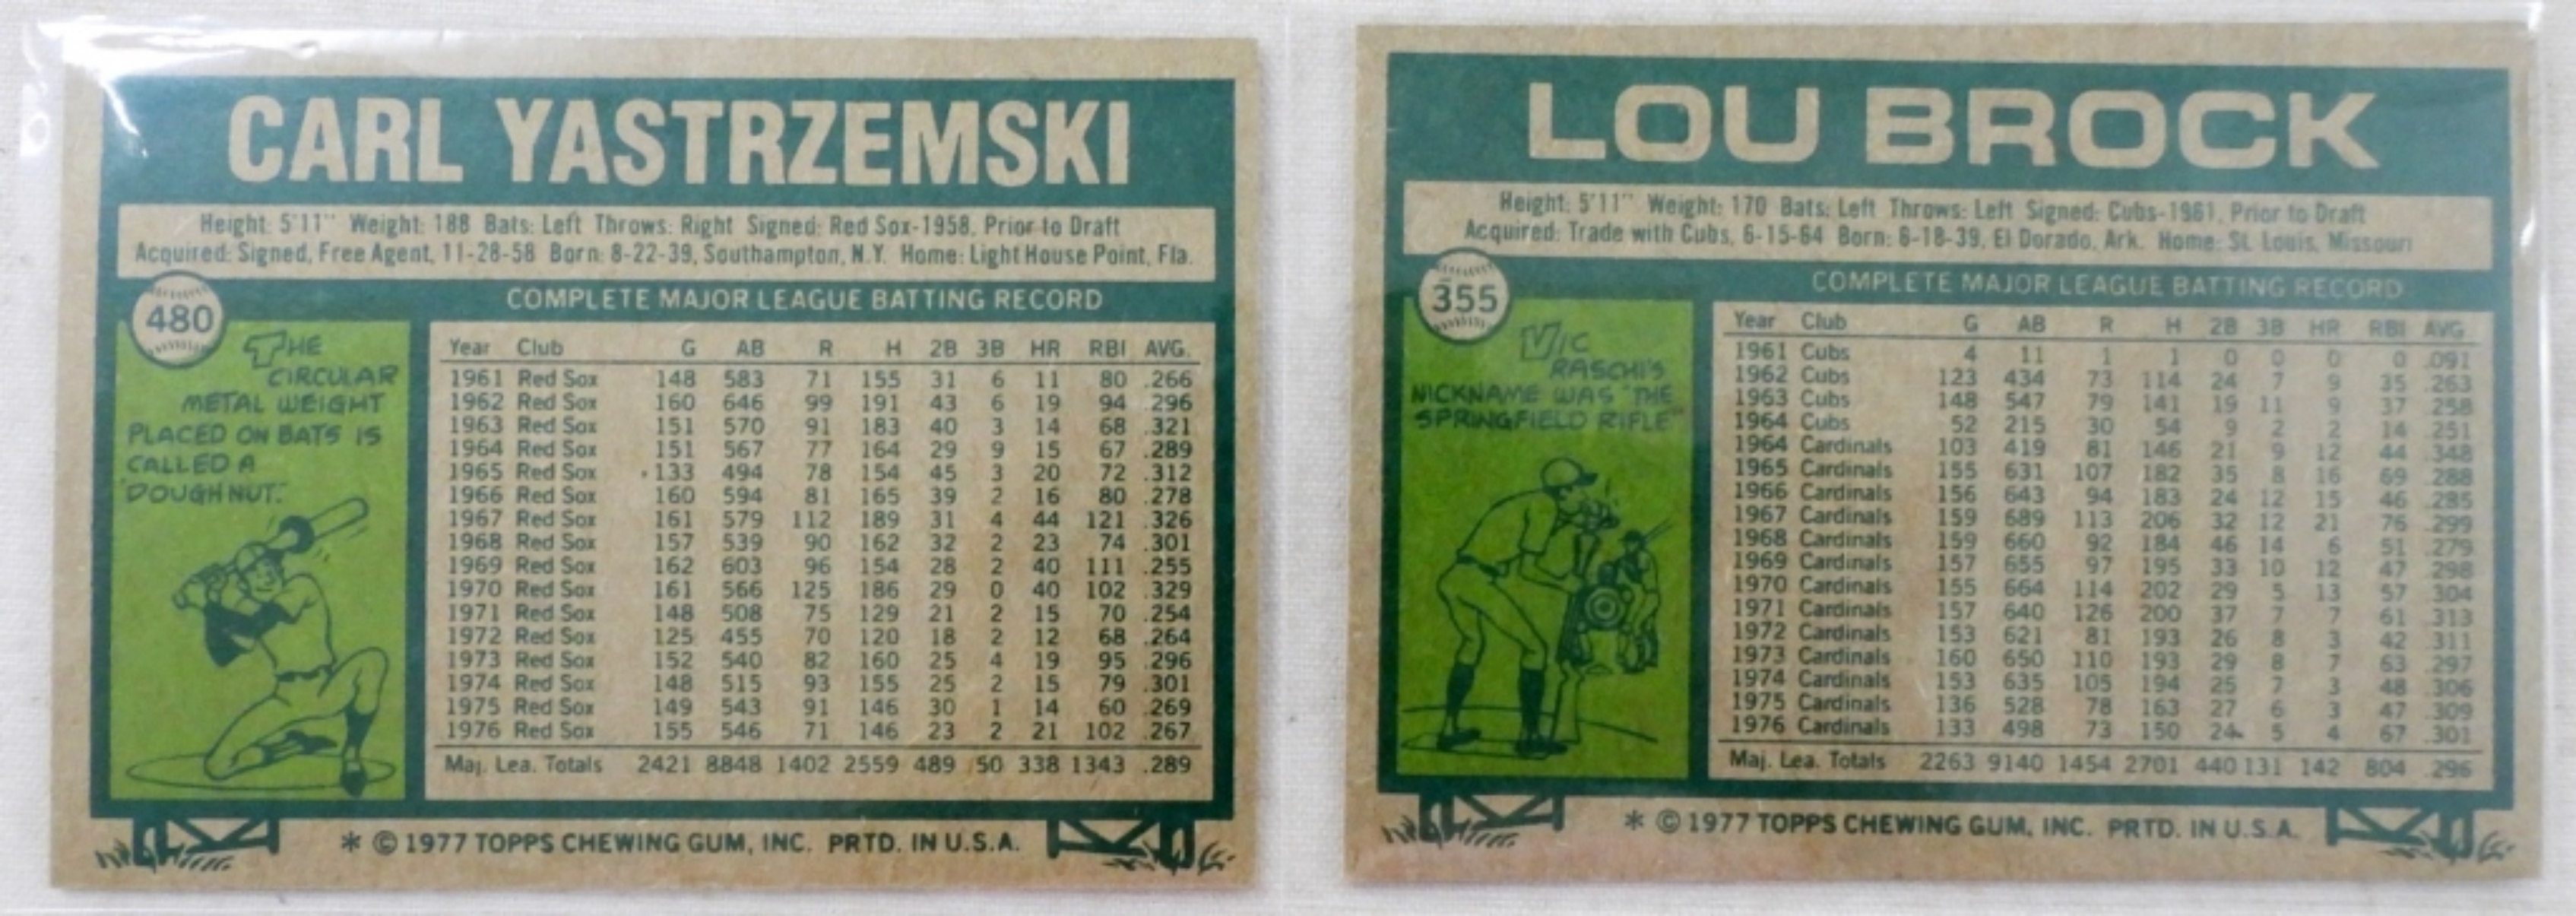 CARL YASTRZEMSKI
Height: 5'11" Weight: 188 Bats: Left Throws: Right Signed: Red Sox-1958, Prior to Draft
Acquired: Signed, Free Agent, 11-28-58 Born: 8-22-39, Southampton, N.Y. Home: Light House Point, Fla.
480
THE
CIRCULAR
METAL WEIGHT
PLACED ON BATS IS
CALLED A
"DOUGHNUT."
COMPLETE MAJOR LEAGUE BATTING RECORD
Year Club G AB R H 2B 3B HR RBI AVG.
1961 Red Sox 148 583 71 155 31 6 11 80 .266
1962 Red Sox 160 646 99 191 43 6 19 94 .296
1963 Red Sox 151 570 91 183 40 3 14 68 .321
1964 Red Sox 151 567 77 164 29 9 15 67 .289
1965 Red Sox 133 494 78 154 45 3 20 72 .312
1966 Red Sox 160 594 81 165 39 2 16 80 .278
1967 Red Sox 161 579 112 189 31 4 44 121 .326
1968 Red Sox 157 539 90 162 32 2 23 74 .301
1969 Red Sox 162 603 96 154 28 2 40 111 .255
1970 Red Sox 161 566 125 186 29 0 40 102 .329
1971 Red Sox 148 508 75 129 21 2 15 70 .254
1972 Red Sox 125 455 70 120 18 2 12 68 .264
1973 Red Sox 152 540 82 160 25 4 19 95 .296
1974 Red Sox 148 515 93 155 25 2 15 79 .301
1975 Red Sox 149 543 91 146 30 1 14 60 .269
1976 Red Sox 155 546 71 146 23 2 21 102 .267
Maj. Lea. Totals 2421 8848 1402 2559 489 50 338 1343 .289
* © 1977 TOPPS CHEWING GUM, INC. PRTD. IN U.S.A.
LOU BROCK
Height: 5'11" Weight: 170 Bats: Left Throws: Left Signed: Cubs-1961, Prior to Draft
Acquired: Trade with Cubs, 6-15-64 Born: 6-18-39, El Dorado, Ark. Home: St. Louis, Missouri
355
VIC
RASCHI'S
NICKNAME WAS "THE
SPRINGFIELD RIFLE"
COMPLETE MAJOR LEAGUE BATTING RECORD
Year Club G AB R H 2B 3B HR RBI AVG.
1961 Cubs 4 11 1 1 0 0 0 0 .091
1962 Cubs 123 434 73 114 24 7 9 35 .263
1963 Cubs 148 547 79 141 19 11 9 37 .258
1964 Cubs 52 215 30 54 9 2 2 14 .251
1964 Cardinals 103 419 81 146 21 9 12 44 .348
1965 Cardinals 155 631 107 182 35 8 16 69 .288
1966 Cardinals 156 643 94 183 24 12 15 46 .285
1967 Cardinals 159 689 113 206 32 12 21 76 .299
1968 Cardinals 159 660 92 184 46 14 6 51 .279
1969 Cardinals 157 655 97 195 33 10 12 47 .298
1970 Cardinals 155 664 114 202 29 5 13 57 .304
1971 Cardinals 157 640 126 200 37 7 7 61 .313
1972 Cardinals 153 621 81 193 26 8 3 42 .311
1973 Cardinals 160 650 110 193 29 8 7 63 .297
1974 Cardinals 153 635 105 194 25 7 3 48 .306
1975 Cardinals 136 528 78 163 27 6 3 47 .309
1976 Cardinals 133 498 73 150 24 5 4 67 .301
Maj. Lea. Totals 2263 9140 1454 2701 440 131 142 804 .296
* © 1977 TOPPS CHEWING GUM, INC. PRTD. IN U.S.A.